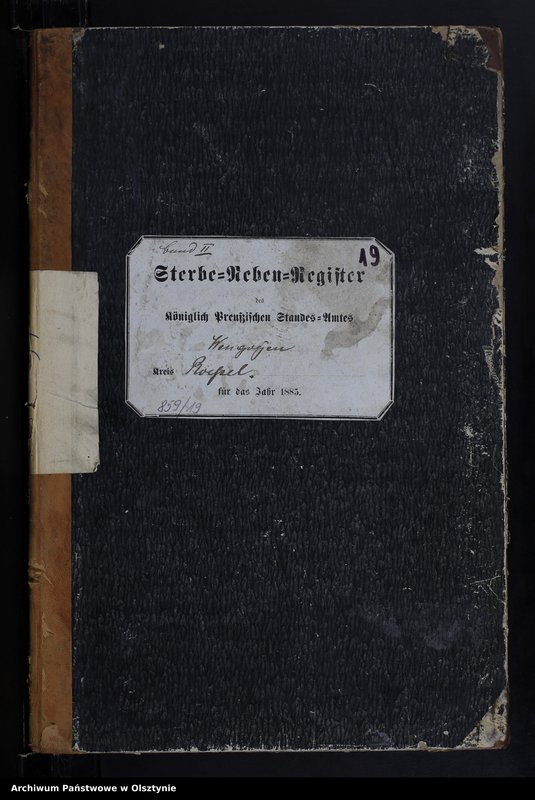 Band II
19
Sterbe=Neben=Register
des
Königlich Preußischen Standes=Amtes
Wengoyen
Kreis Roessel.
für das Jahr 1885.
859/19
Archiwum Państwowe w Olsztynie